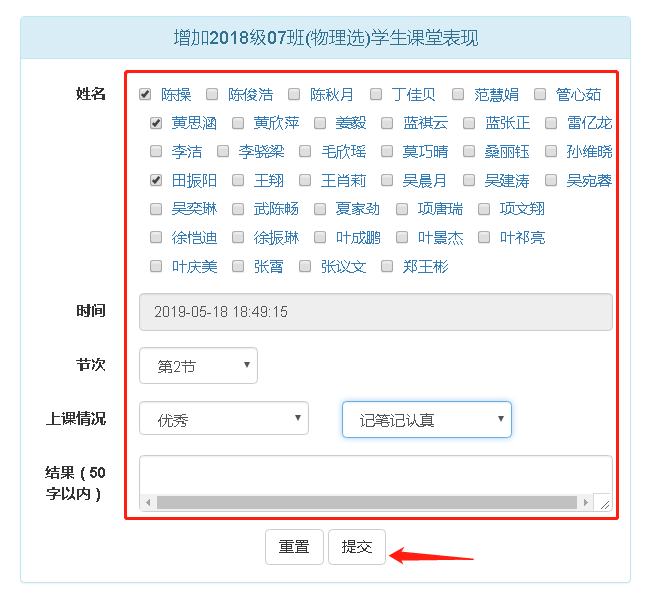 增加2018级07班(物理选)学生课堂表现
姓名 陈操 陈俊浩 陈秋月 丁佳贝 范慧娟 管心茹
黄思涵 黄欣萍 姜毅 蓝祺云 蓝张正 雷亿龙
李洁 李骁梁 毛欣瑶 莫巧晴 桑丽钰 孙维晓
田振阳 王翔 王肖莉 吴晨月 吴建涛 吴宛蓉
吴奕琳 武陈畅 夏家劲 项唐瑞 项文翔
徐恺迪 徐振琳 叶成鹏 叶景杰 叶祁亮
叶庆美 张霄 张议文 郑王彬
时间 2019-05-18 18:49:15
节次 第2节
上课情况 优秀 记笔记认真
结果（50
字以内）
重置 提交